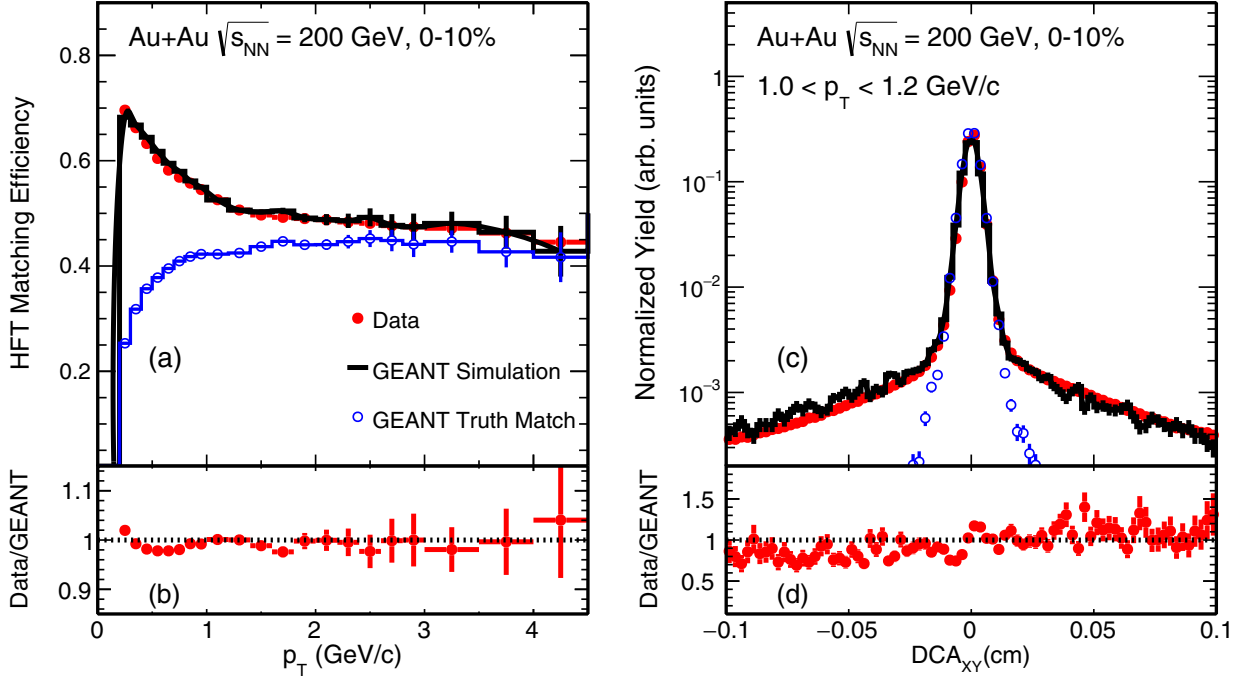 Au+Au √s_NN = 200 GeV, 0-10%
HFT Matching Efficiency
0.8
0.6
0.4
0.2
Data
GEANT Simulation
GEANT Truth Match
(a)
Data/GEANT
1.1
1
0.9
(b)
0
1
2
3
4
p_T (GeV/c)
Au+Au √s_NN = 200 GeV, 0-10%
1.0 < p_T < 1.2 GeV/c
Normalized Yield (arb. units)
1
10⁻¹
10⁻²
10⁻³
(c)
Data/GEANT
1.5
1
0.5
(d)
−0.1
−0.05
0
0.05
0.1
DCA_XY(cm)